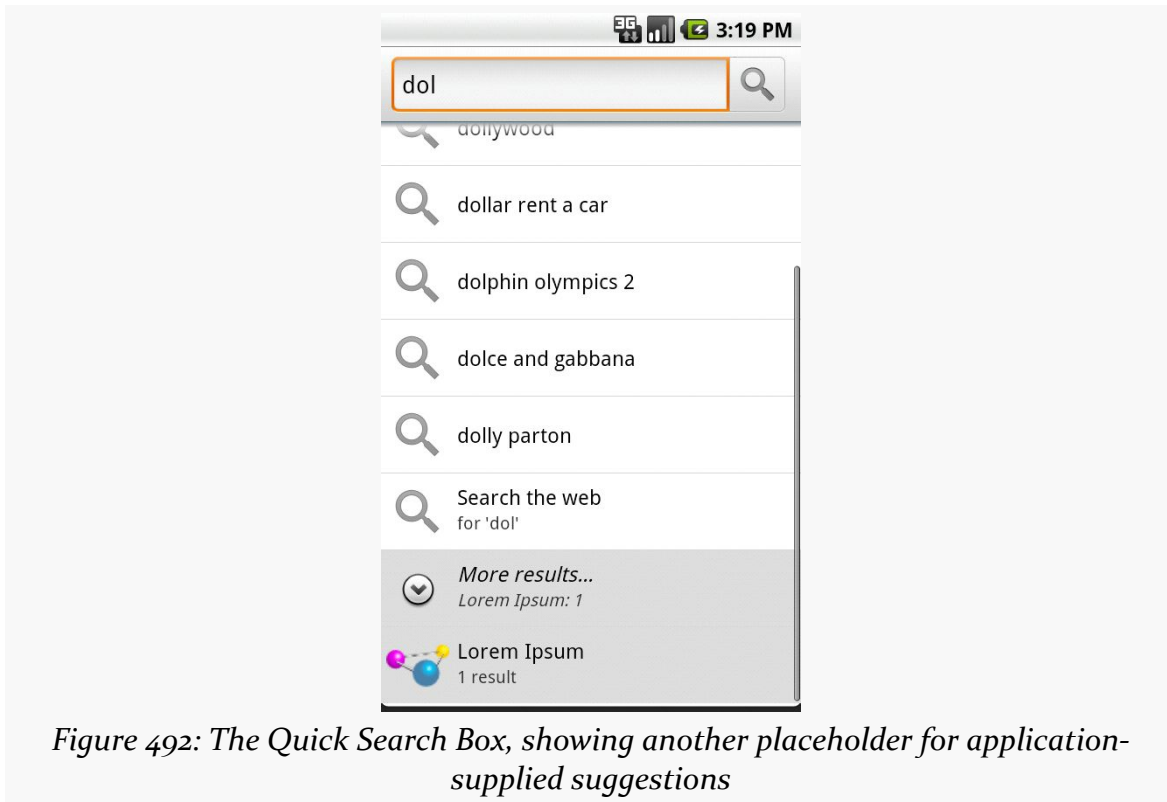 3G 3:19 PM
dol
dollywood
dollar rent a car
dolphin olympics 2
dolce and gabbana
dolly parton
Search the web
for 'dol'
More results...
Lorem Ipsum: 1
Lorem Ipsum
1 result
Figure 492: The Quick Search Box, showing another placeholder for application-
supplied suggestions